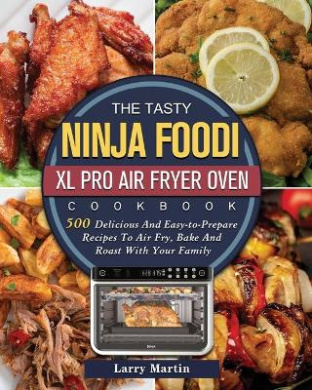 THE TASTY
NINJA FOODI
XL PRO AIR FRYER OVEN
COOKBOOK
500 Delicious And Easy-to-Prepare
Recipes To Air Fry, Bake And
Roast With Your Family
Larry Martin